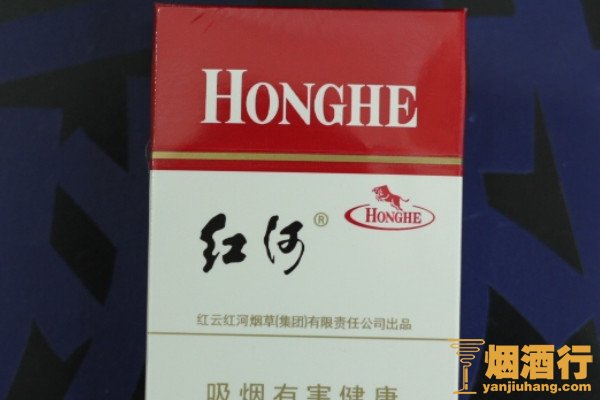 HONGHE
红河®
HONGHE
红云红河烟草(集团)有限责任公司出品
吸烟有害健康
烟酒行
yanjiuhang.com